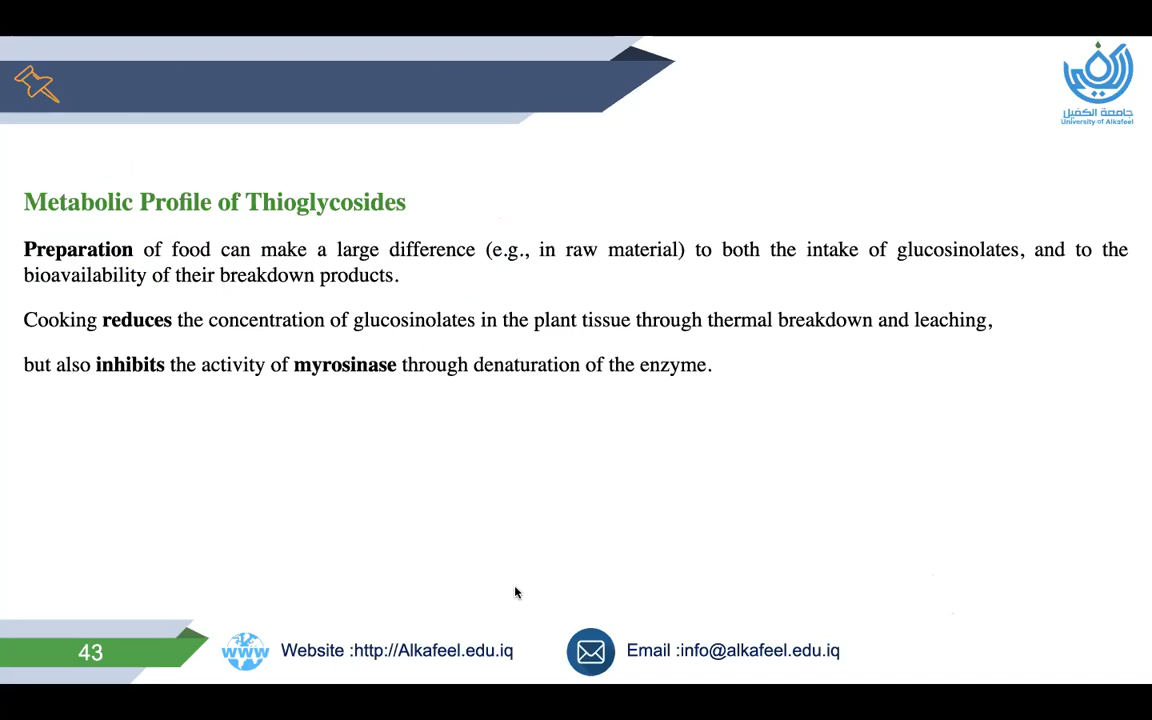 جامعة الكفيل
University of Alkafeel
Metabolic Profile of Thioglycosides
Preparation of food can make a large difference (e.g., in raw material) to both the intake of glucosinolates, and to the
bioavailability of their breakdown products.
Cooking reduces the concentration of glucosinolates in the plant tissue through thermal breakdown and leaching,
but also inhibits the activity of myrosinase through denaturation of the enzyme.
43
www
Website :http://Alkafeel.edu.iq
Email :info@alkafeel.edu.iq